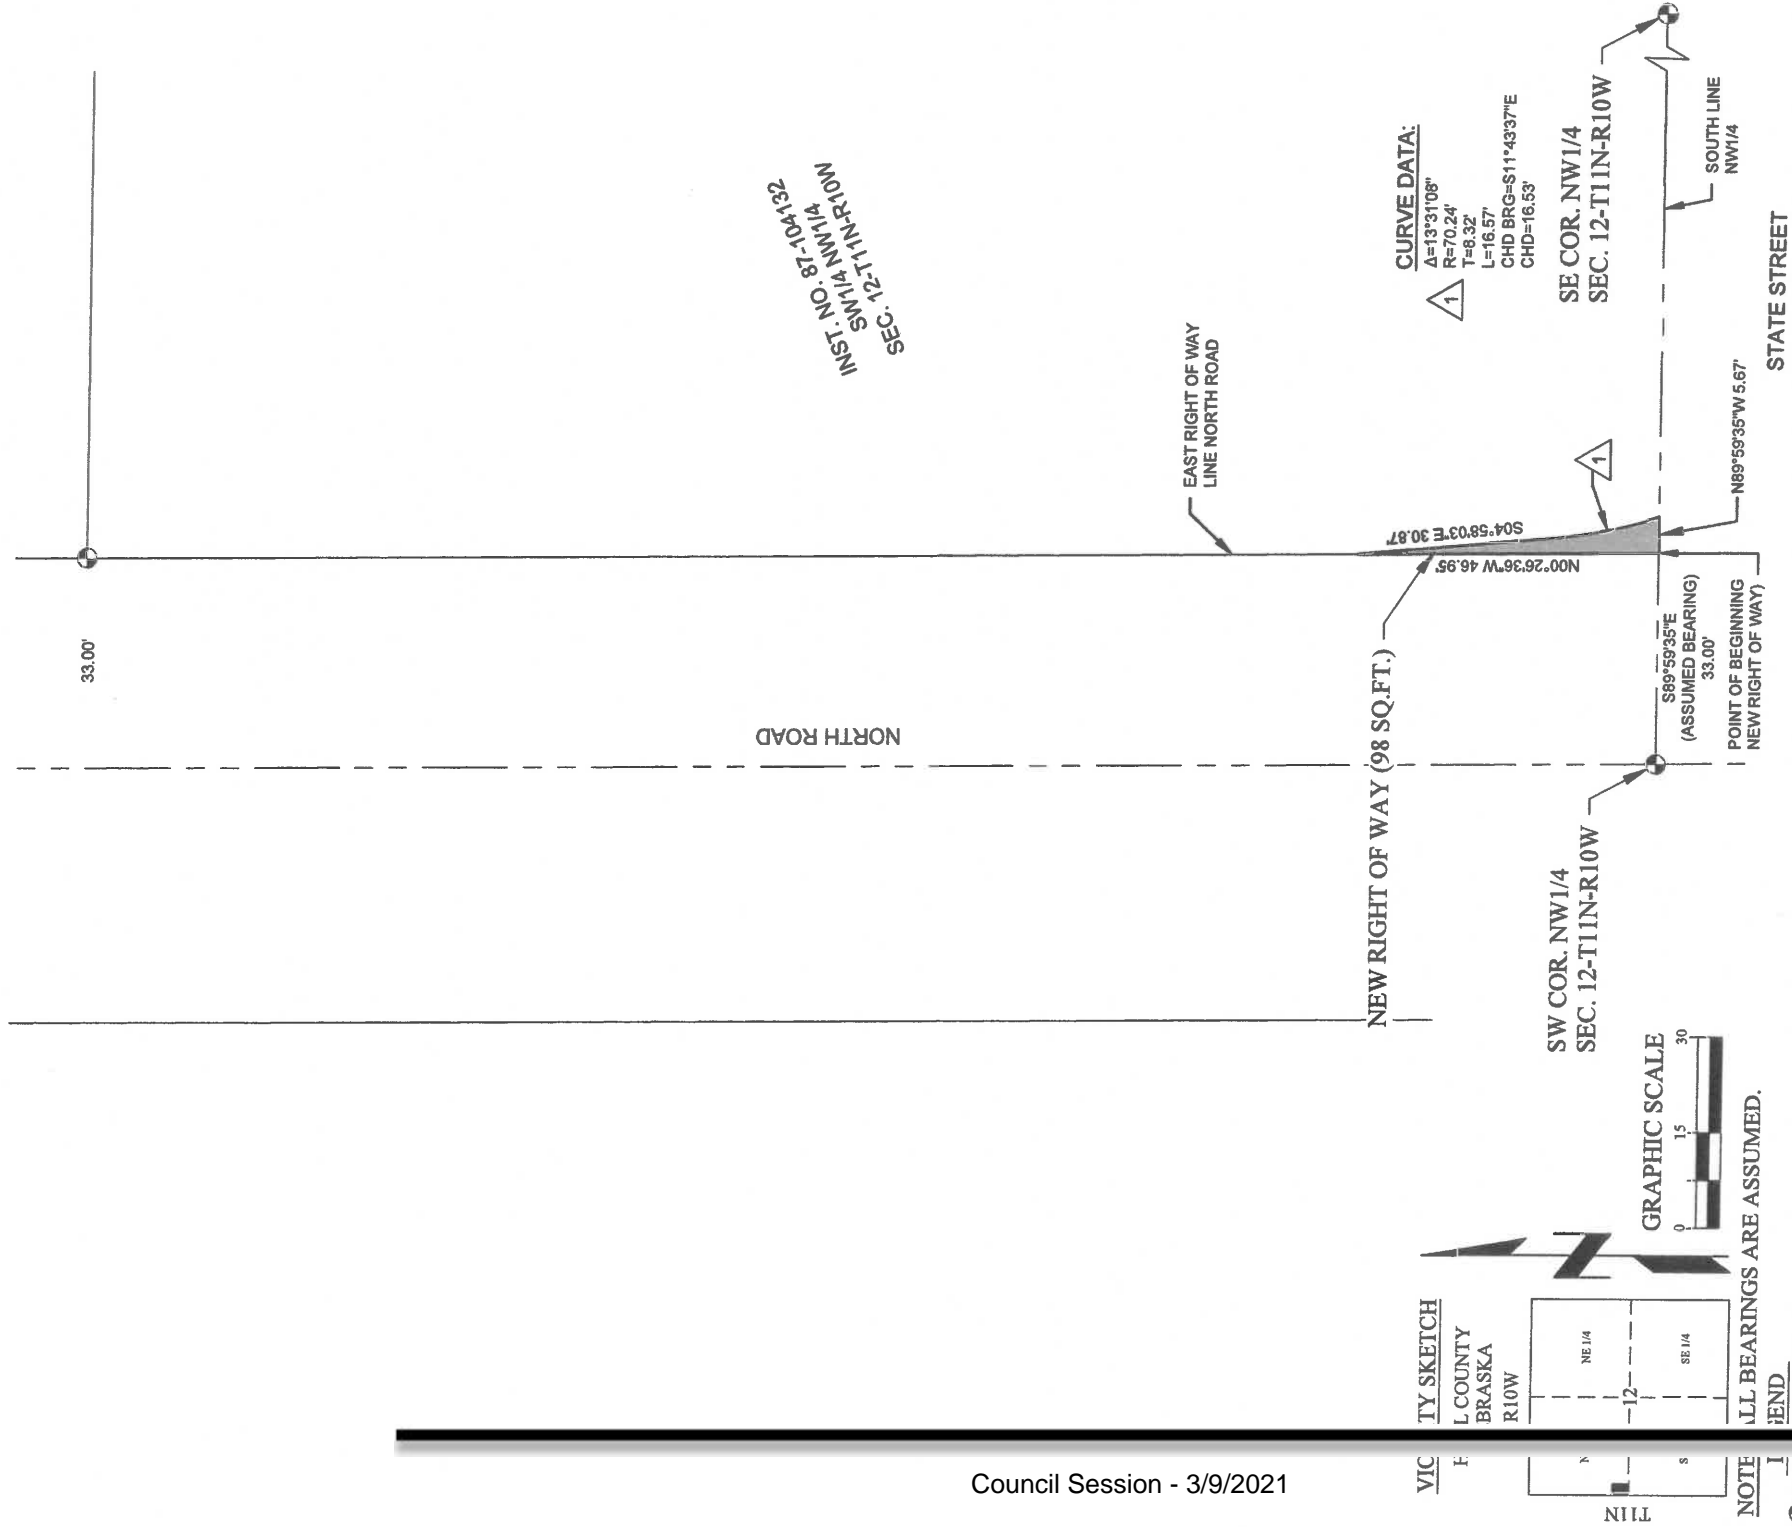 33.00'
INST. NO. 87-104132
SW1/4 NW1/4
SEC. 12-T11N-R10W
NORTH ROAD
EAST RIGHT OF WAY
LINE NORTH ROAD
CURVE DATA:
Δ=13°31'08"
R=70.24'
T=8.32'
L=16.57'
CHD BRG=S11°43'37"E
CHD=16.53'
1
SE COR. NW1/4
SEC. 12-T11N-R10W
SOUTH LINE
NW1/4
STATE STREET
N89°59'35"W 5.67'
1
S04°58'03"E 30.87'
N00°26'36"W 46.95'
NEW RIGHT OF WAY (98 SQ.FT.)
S89°59'35"E
(ASSUMED BEARING)
33.00'
POINT OF BEGINNING
NEW RIGHT OF WAY)
SW COR. NW1/4
SEC. 12-T11N-R10W
GRAPHIC SCALE
0 15 30
VIC TY SKETCH
L COUNTY
BRASKA
R10W
T11N
NE 1/4
12
SE 1/4
NOTE ALL BEARINGS ARE ASSUMED.
GEND
Council Session - 3/9/2021